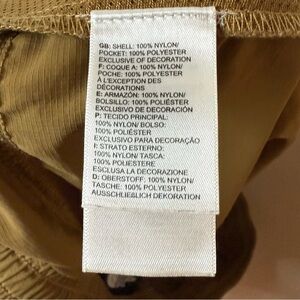 GB: SHELL: 100% NYLON/
POCKET: 100% POLYESTER
EXCLUSIVE OF DECORATION
F: COQUE A: 100% NYLON/
POCHE: 100% POLYESTER
À L'EXCEPTION DES
DÉCORATIONS
E: ARMAZÓN: 100% NYLON/
BOLSILLO: 100% POLIÉSTER
EXCLUSIVO DE DECORACIÓN
P: TECIDO PRINCIPAL:
100% NYLON/ BOLSO:
100% POLIÉSTER
EXCLUSIVO PARA DECORAÇÃO
I: STRATO ESTERNO:
100% NYLON/ TASCA:
100% POLIESTERE
ESCLUSA LA DECORAZIONE
D: OBERSTOFF: 100% NYLON/
TASCHE: 100% POLYESTER
AUSSCHLIEẞLICH DEKORATION